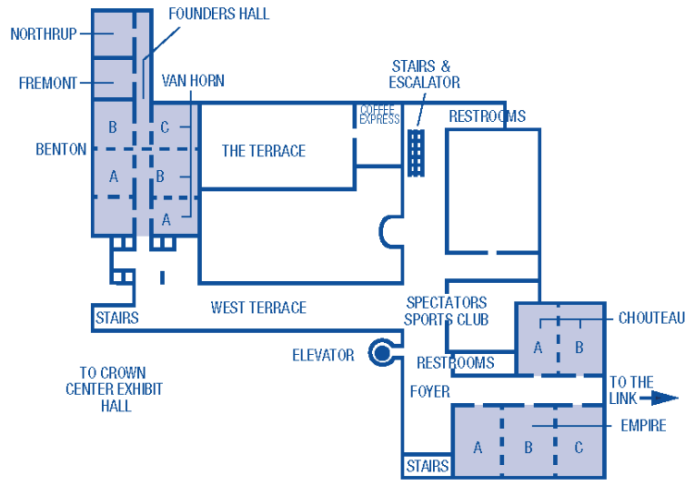 FOUNDERS HALL
NORTHRUP
STAIRS &
ESCALATOR
FREMONT
VAN HORN
COFFEE
EXPRESS
RESTROOMS
B
C
BENTON
THE TERRACE
A
B
A
WEST TERRACE
SPECTATORS
SPORTS CLUB
STAIRS
CHOUTEAU
A
B
ELEVATOR
RESTROOMS
TO CROWN
CENTER EXHIBIT
HALL
FOYER
TO THE
LINK
EMPIRE
A
B
C
STAIRS